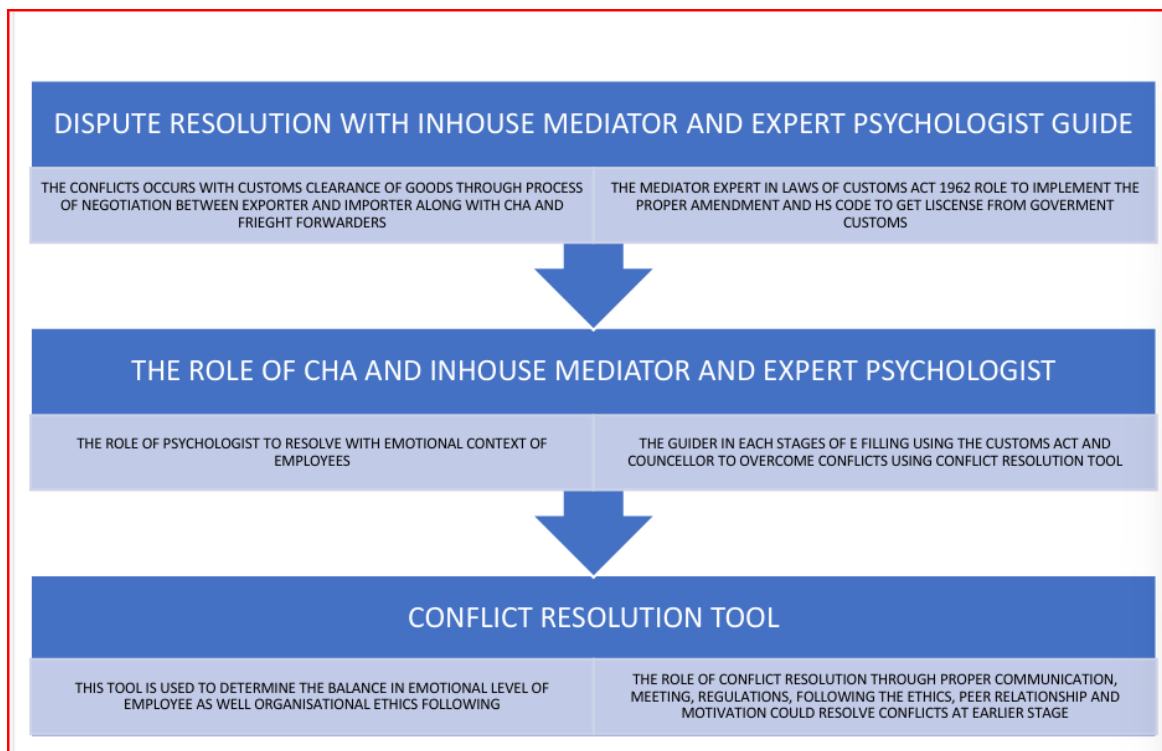 DISPUTE RESOLUTION WITH INHOUSE MEDIATOR AND EXPERT PSYCHOLOGIST GUIDE
THE CONFLICTS OCCURS WITH CUSTOMS CLEARANCE OF GOODS THROUGH PROCESS
OF NEGOTIATION BETWEEN EXPORTER AND IMPORTER ALONG WITH CHA AND
FRIEGHT FORWARDERS
THE MEDIATOR EXPERT IN LAWS OF CUSTOMS ACT 1962 ROLE TO IMPLEMENT THE
PROPER AMENDMENT AND HS CODE TO GET LISCENSE FROM GOVERMENT
CUSTOMS
THE ROLE OF CHA AND INHOUSE MEDIATOR AND EXPERT PSYCHOLOGIST
THE ROLE OF PSYCHOLOGIST TO RESOLVE WITH EMOTIONAL CONTEXT OF
EMPLOYEES
THE GUIDER IN EACH STAGES OF E FILLING USING THE CUSTOMS ACT AND
COUNCELLOR TO OVERCOME CONFLICTS USING CONFLICT RESOLUTION TOOL
CONFLICT RESOLUTION TOOL
THIS TOOL IS USED TO DETERMINE THE BALANCE IN EMOTIONAL LEVEL OF
EMPLOYEE AS WELL ORGANISATIONAL ETHICS FOLLOWING
THE ROLE OF CONFLICT RESOLUTION THROUGH PROPER COMMUNICATION,
MEETING, REGULATIONS, FOLLOWING THE ETHICS, PEER RELATIONSHIP AND
MOTIVATION COULD RESOLVE CONFLICTS AT EARLIER STAGE